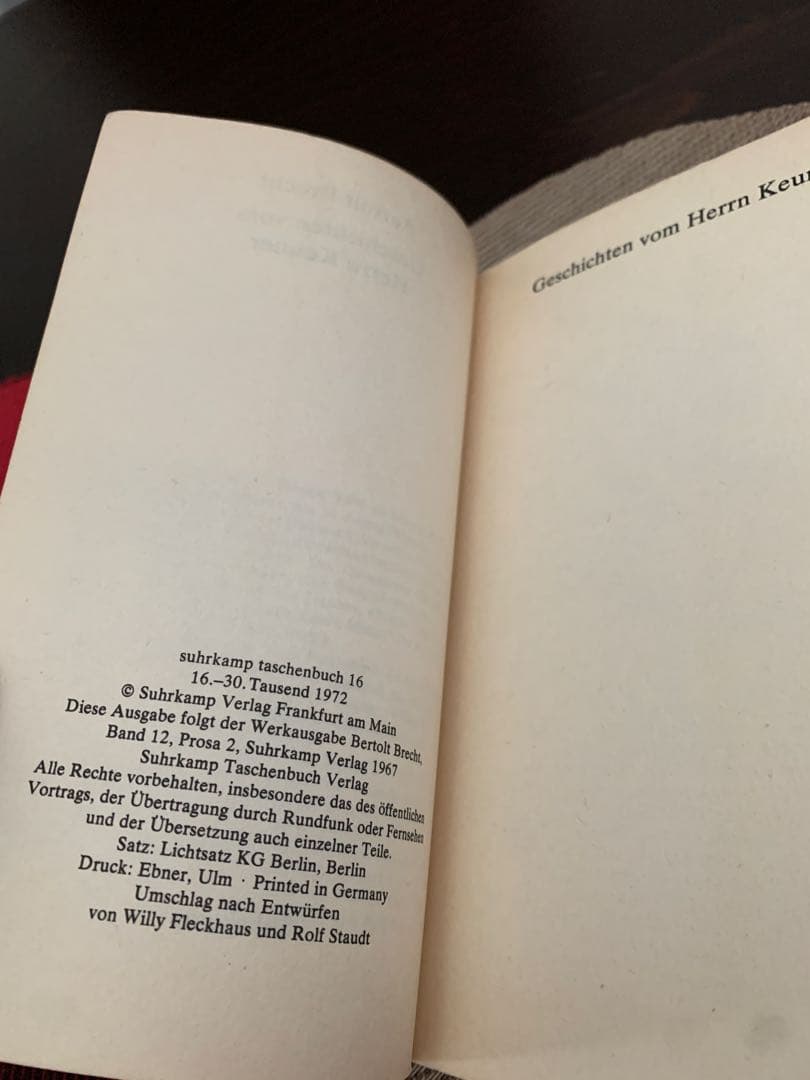 suhrkamp taschenbuch 16
16.–30. Tausend 1972
© Suhrkamp Verlag Frankfurt am Main
Diese Ausgabe folgt der Werkausgabe Bertolt Brecht,
Band 12, Prosa 2, Suhrkamp Verlag 1967
Suhrkamp Taschenbuch Verlag
Alle Rechte vorbehalten, insbesondere das des öffentlichen
Vortrags, der Übertragung durch Rundfunk oder Fernsehen
und der Übersetzung auch einzelner Teile.
Satz: Lichtsatz KG Berlin, Berlin
Druck: Ebner, Ulm · Printed in Germany
Umschlag nach Entwürfen
von Willy Fleckhaus und Rolf Staudt
Geschichten vom Herrn Keu